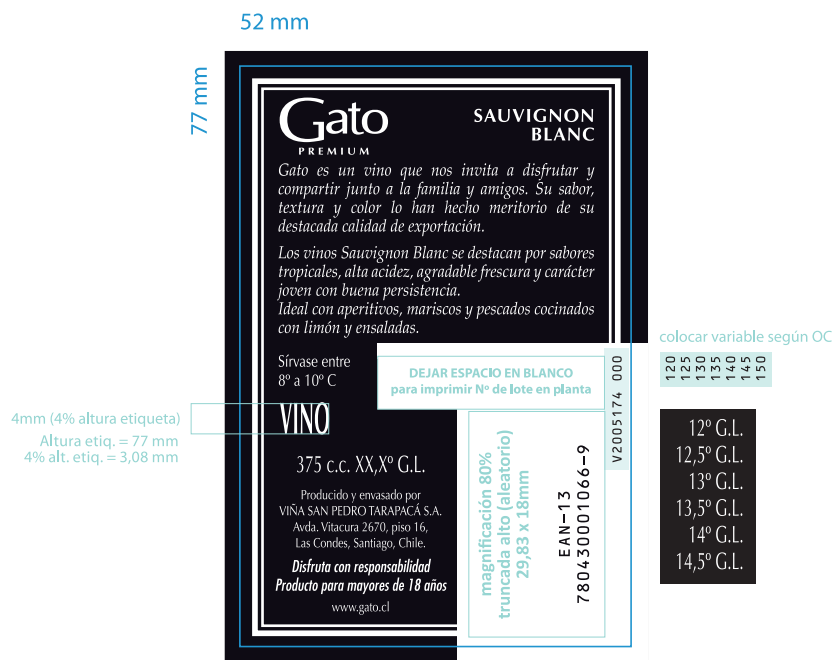 52 mm
77 mm
Gato
PREMIUM
SAUVIGNON
BLANC
Gato es un vino que nos invita a disfrutar y
compartir junto a la familia y amigos. Su sabor,
textura y color lo han hecho meritorio de su
destacada calidad de exportación.
Los vinos Sauvignon Blanc se destacan por sabores
tropicales, alta acidez, agradable frescura y carácter
joven con buena persistencia.
Ideal con aperitivos, mariscos y pescados cocinados
con limón y ensaladas.
Sírvase entre
8º a 10º C
DEJAR ESPACIO EN BLANCO
para imprimir Nº de lote en planta
V2005174 000
colocar variable según OC
120
125
130
135
140
145
150
4mm (4% altura etiqueta)
Altura etiq. = 77 mm
4% alt. etiq. = 3,08 mm
VINO
375 c.c. XX,Xº G.L.
Producido y envasado por
VIÑA SAN PEDRO TARAPACÁ S.A.
Avda. Vitacura 2670, piso 16,
Las Condes, Santiago, Chile.
Disfruta con responsabilidad
Producto para mayores de 18 años
www.gato.cl
magnificación 80%
truncada alto (aleatorio)
29,83 x 18mm
EAN-13
780430001066-9
12º G.L.
12,5º G.L.
13º G.L.
13,5º G.L.
14º G.L.
14,5º G.L.